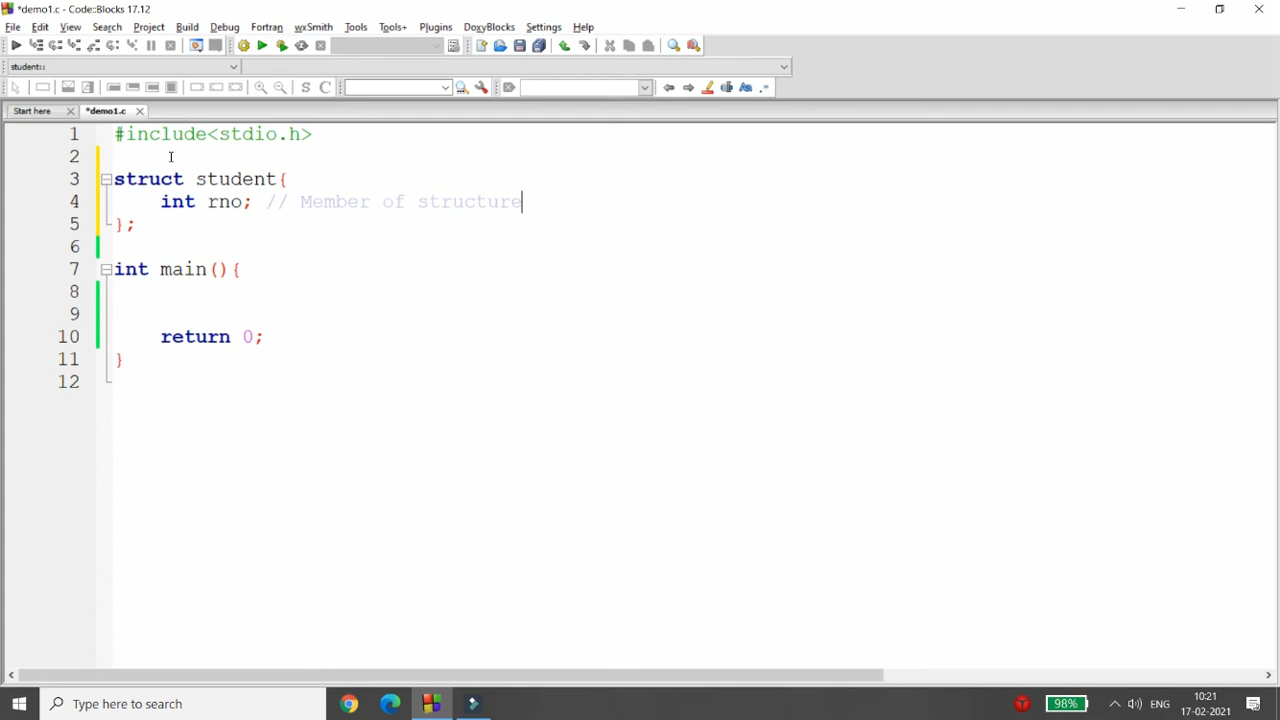 *demo1.c - Code::Blocks 17.12
File Edit View Search Project Build Debug Fortran wxSmith Tools Tools+ Plugins DoxyBlocks Settings Help
student::
S C
Start here *demo1.c
1 #include<stdio.h>
2
3 struct student{
4 int rno; // Member of structure
5 };
6
7 int main(){
8
9
10 return 0;
11 }
12
Type here to search 98% ENG 10:21
17-02-2021